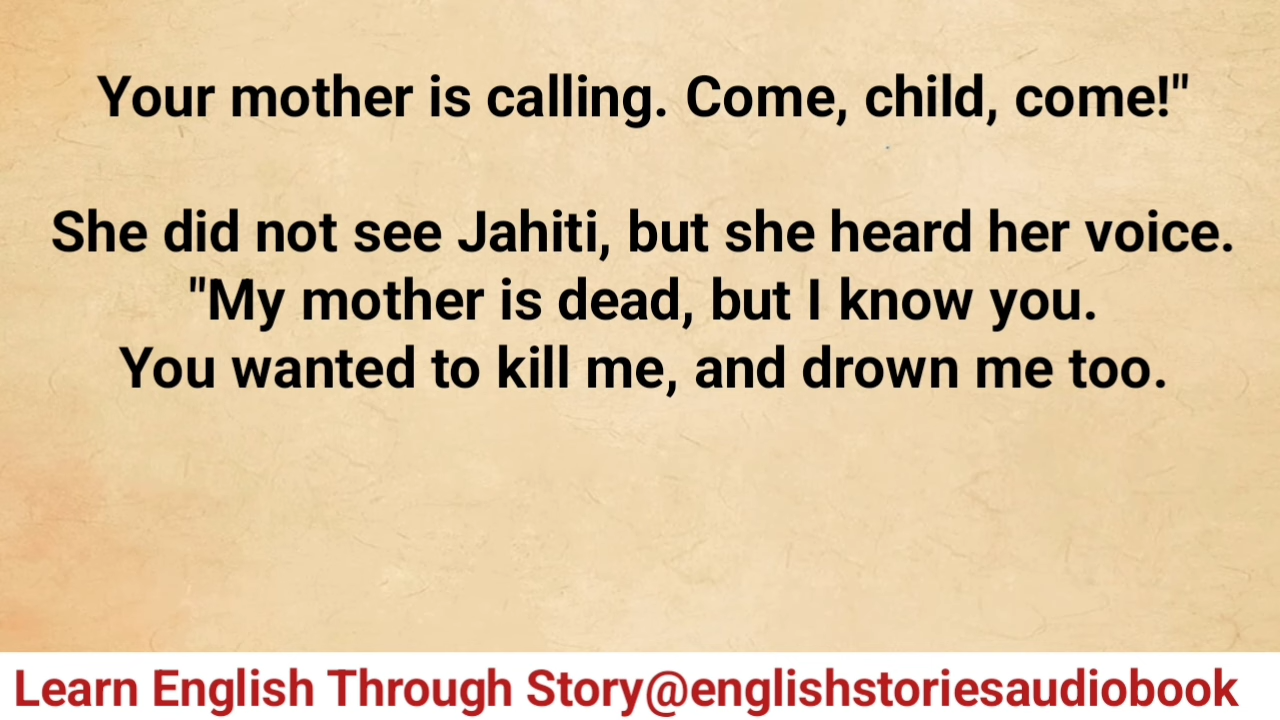 Your mother is calling. Come, child, come!"
She did not see Jahiti, but she heard her voice.
"My mother is dead, but I know you.
You wanted to kill me, and drown me too.
Learn English Through Story@englishstoriesaudiobook